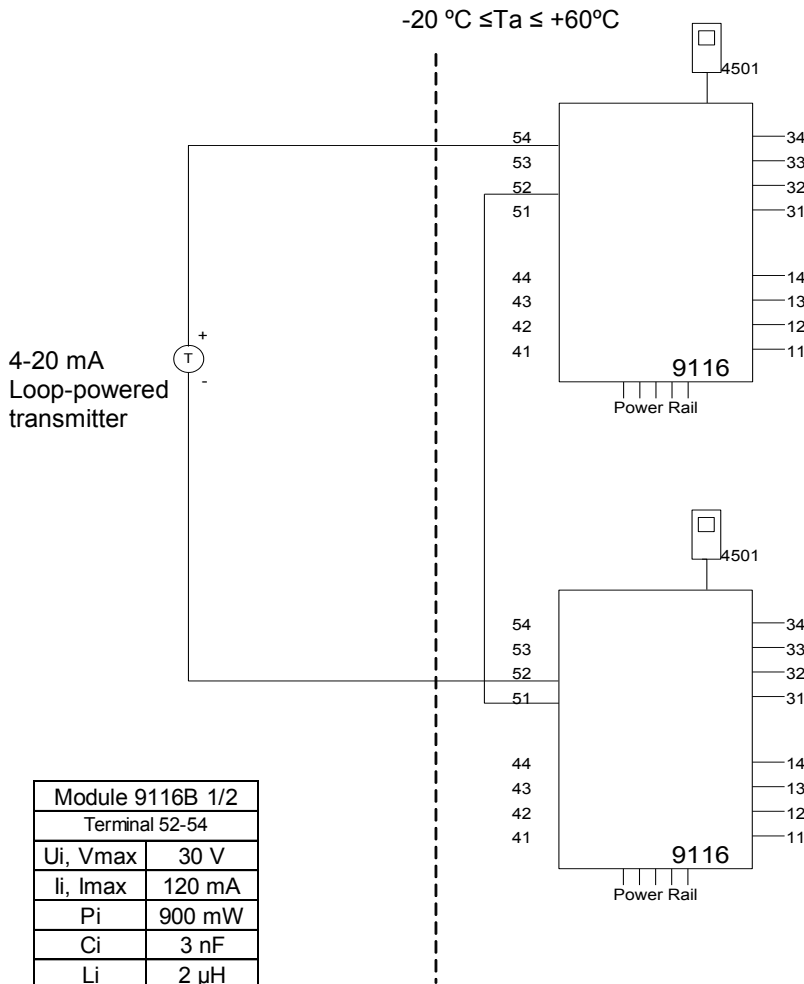 -20 ºC ≤Ta ≤ +60ºC
4501
54
53
52
51
44
43
42
41
34
33
32
31
14
13
12
11
9116
Power Rail
+
T
-
4-20 mA
Loop-powered
transmitter
4501
54
53
52
51
44
43
42
41
34
33
32
31
14
13
12
11
9116
Power Rail
Module 9116B 1/2
Terminal 52-54
Ui, Vmax 30 V
Ii, Imax 120 mA
Pi 900 mW
Ci 3 nF
Li 2 µH